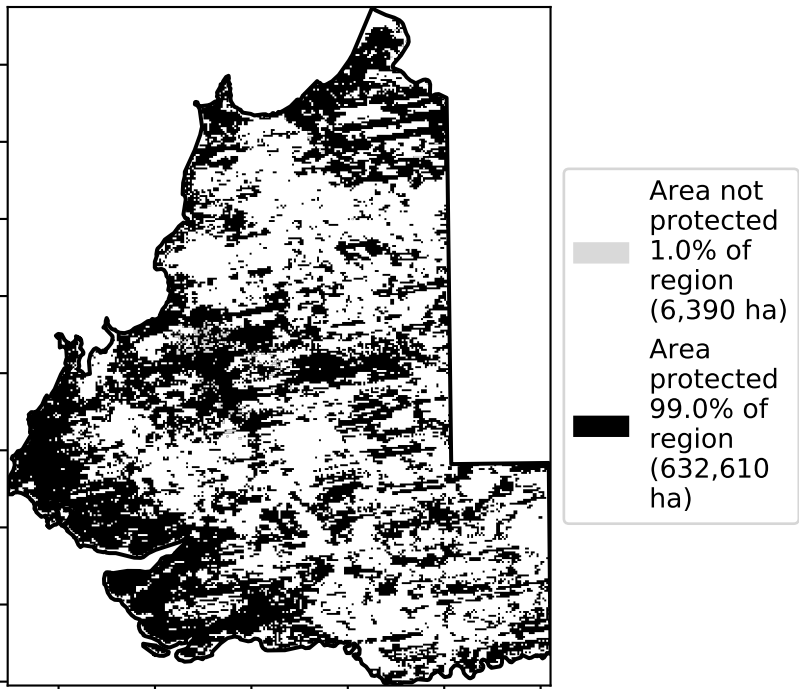 Area not
protected
1.0% of
region
(6,390 ha)
Area
protected
99.0% of
region
(632,610
ha)